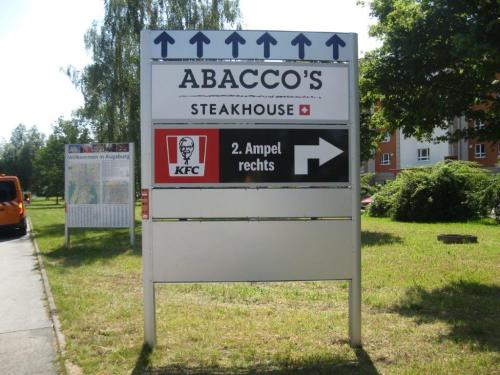 ABACCO'S
STEAKHOUSE
KFC
2. Ampel
rechts
Willkommen in Augsburg